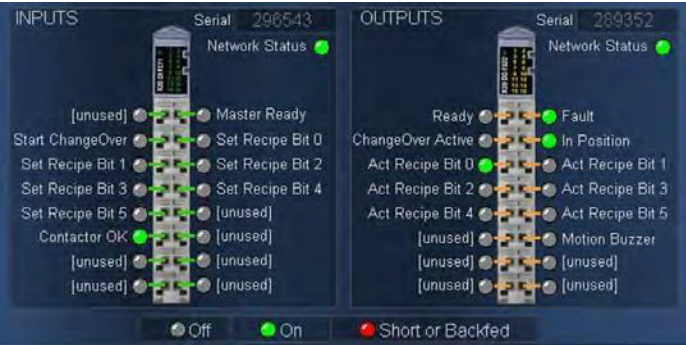 INPUTS Serial 296543 OUTPUTS Serial 289352
Network Status Network Status
[unused] Master Ready Ready Fault
Start ChangeOver Set Recipe Bit 0 ChangeOver Active In Position
Set Recipe Bit 1 Set Recipe Bit 2 Act Recipe Bit 0 Act Recipe Bit 1
Set Recipe Bit 3 Set Recipe Bit 4 Act Recipe Bit 2 Act Recipe Bit 3
Set Recipe Bit 5 [unused] Act Recipe Bit 4 Act Recipe Bit 5
Contactor OK [unused] [unused] Motion Buzzer
[unused] [unused] [unused] [unused]
[unused] [unused] [unused] [unused]
Off On Short or Backfed